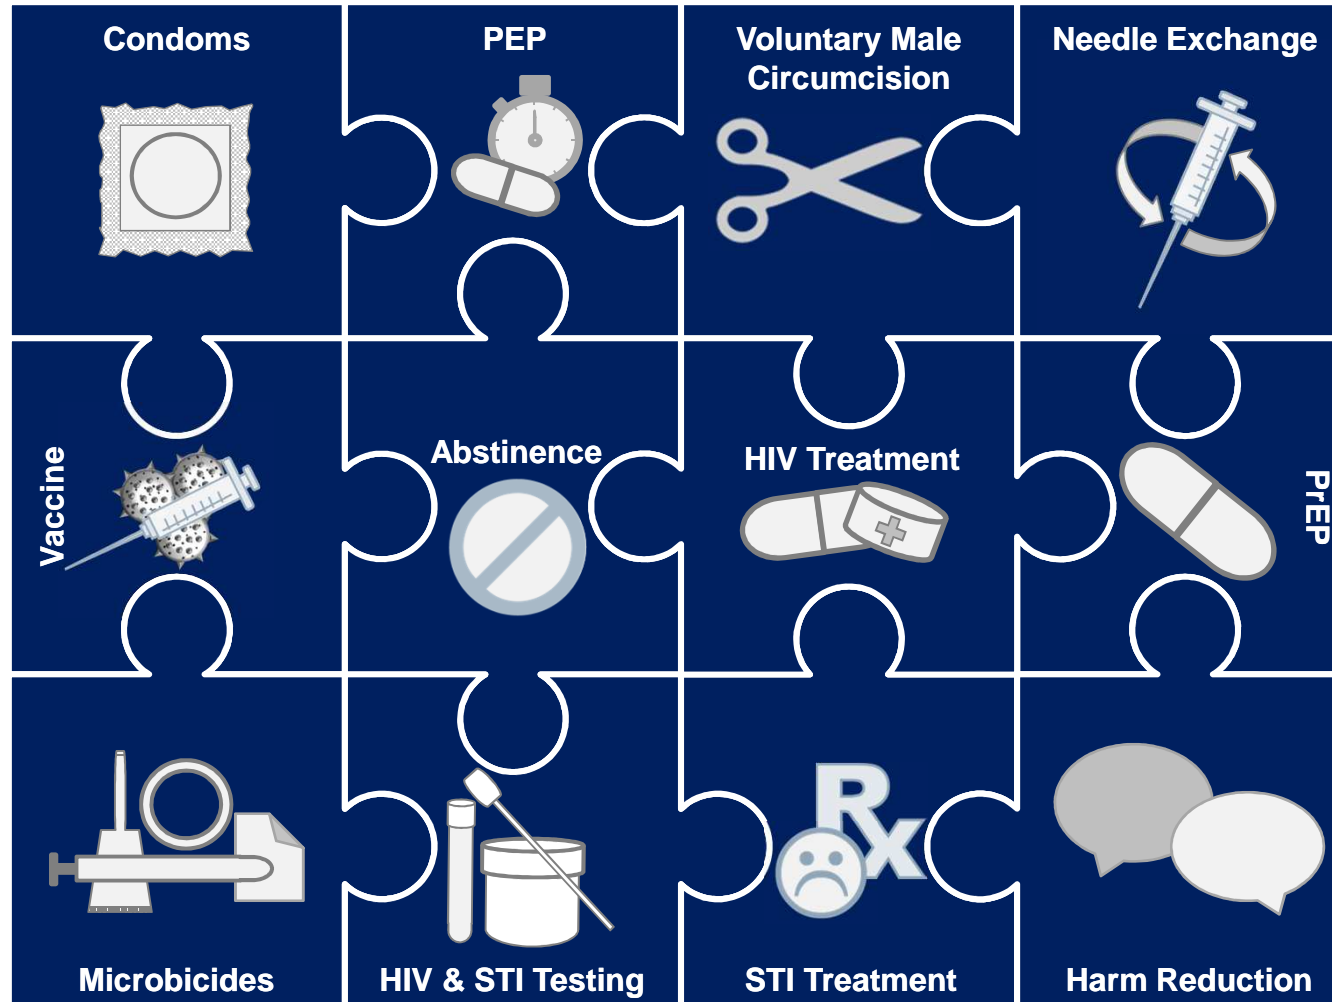 Condoms
PEP
Voluntary Male
Circumcision
Needle Exchange
Vaccine
Abstinence
HIV Treatment
PrEP
Rx
Microbicides
HIV & STI Testing
STI Treatment
Harm Reduction